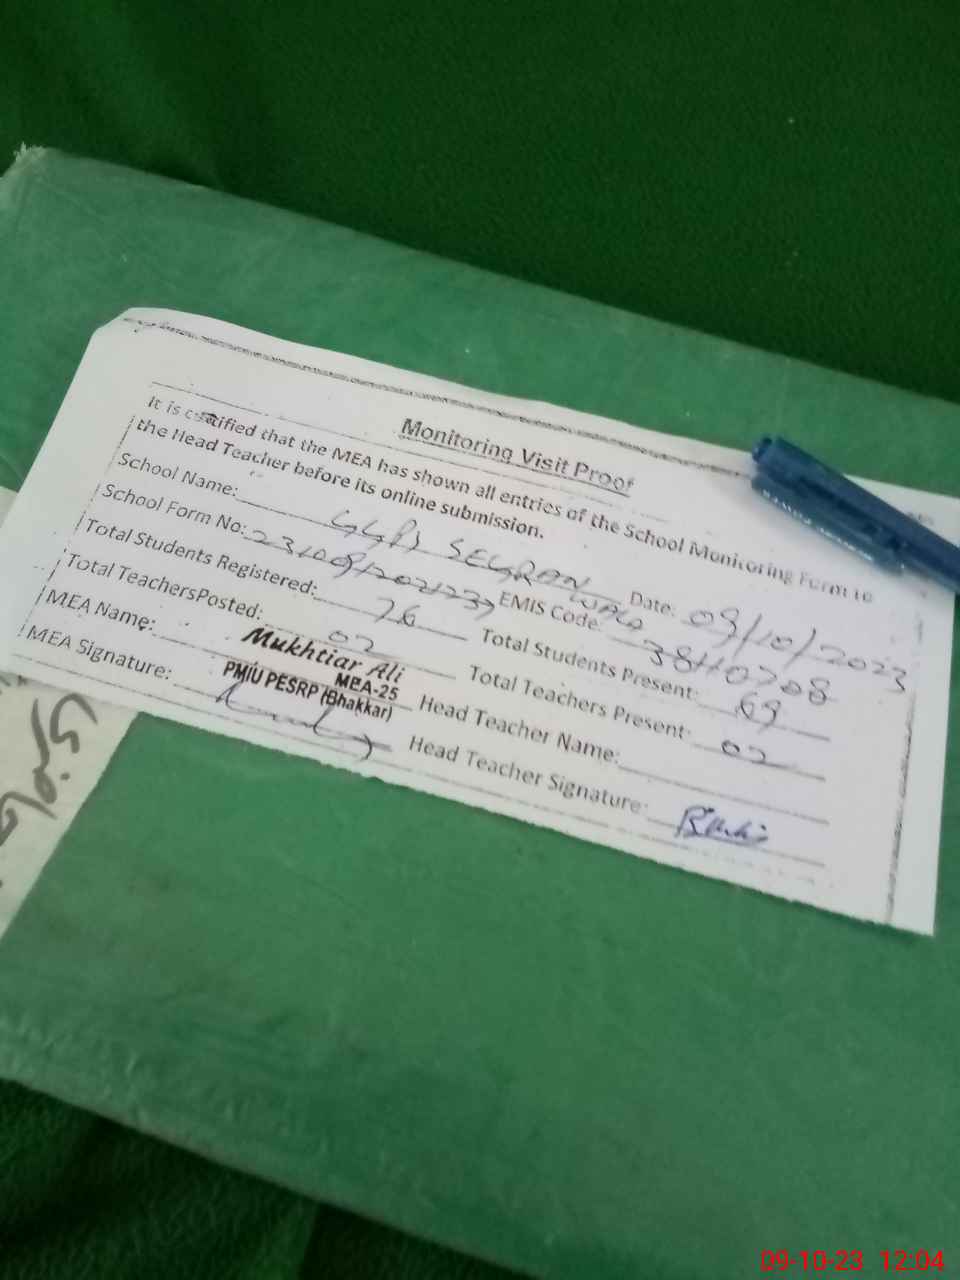 Monitoring Visit Proof
It is certified that the MEA has shown all entries of the School Monitoring Form to
the Head Teacher before its online submission.
School Name: GGPS SEGRAN WALA Date: 09/10/2023
School Form No: EMIS Code: 38110708
Total Students Registered: 76 Total Students Present: 69
Total TeachersPosted: 02 Total Teachers Present: 02
MEA Name: Mukhtiar Ali Head Teacher Name:
MEA-25
PMIU PESRP (Bhakkar)
MEA Signature: Head Teacher Signature:
09-10-23 12:04